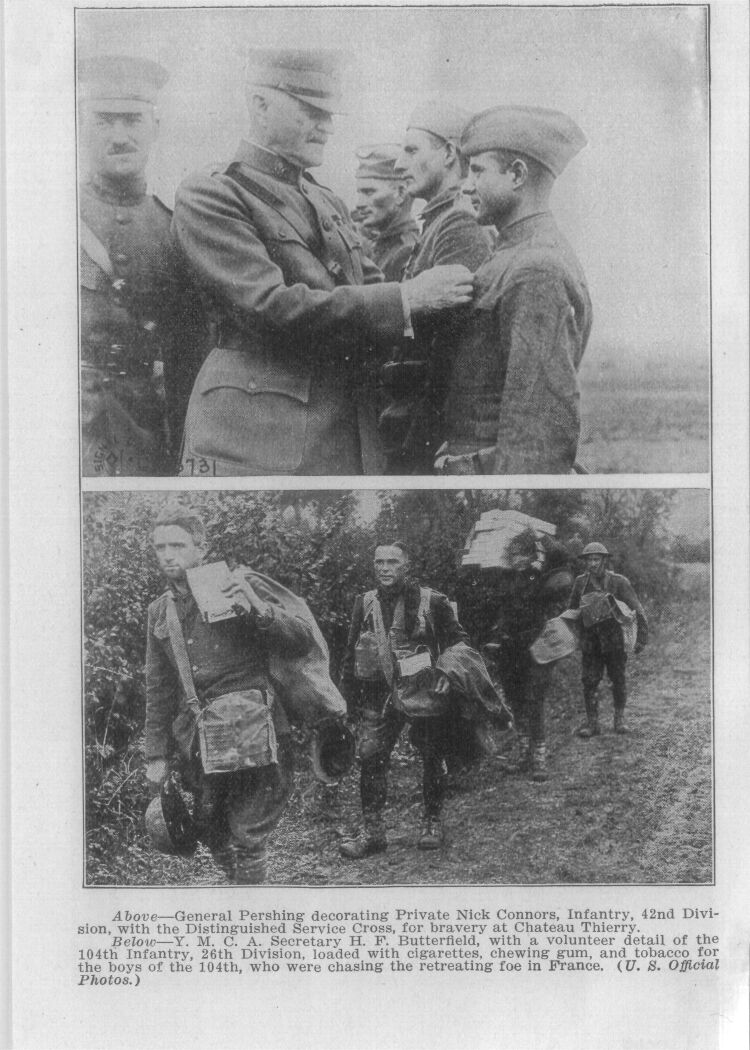 SIGN
3731
Above—General Pershing decorating Private Nick Connors, Infantry, 42nd Divi-
sion, with the Distinguished Service Cross, for bravery at Chateau Thierry.
Below—Y. M. C. A. Secretary H. F. Butterfield, with a volunteer detail of the
104th Infantry, 26th Division, loaded with cigarettes, chewing gum, and tobacco for
the boys of the 104th, who were chasing the retreating foe in France. (U. S. Official
Photos.)